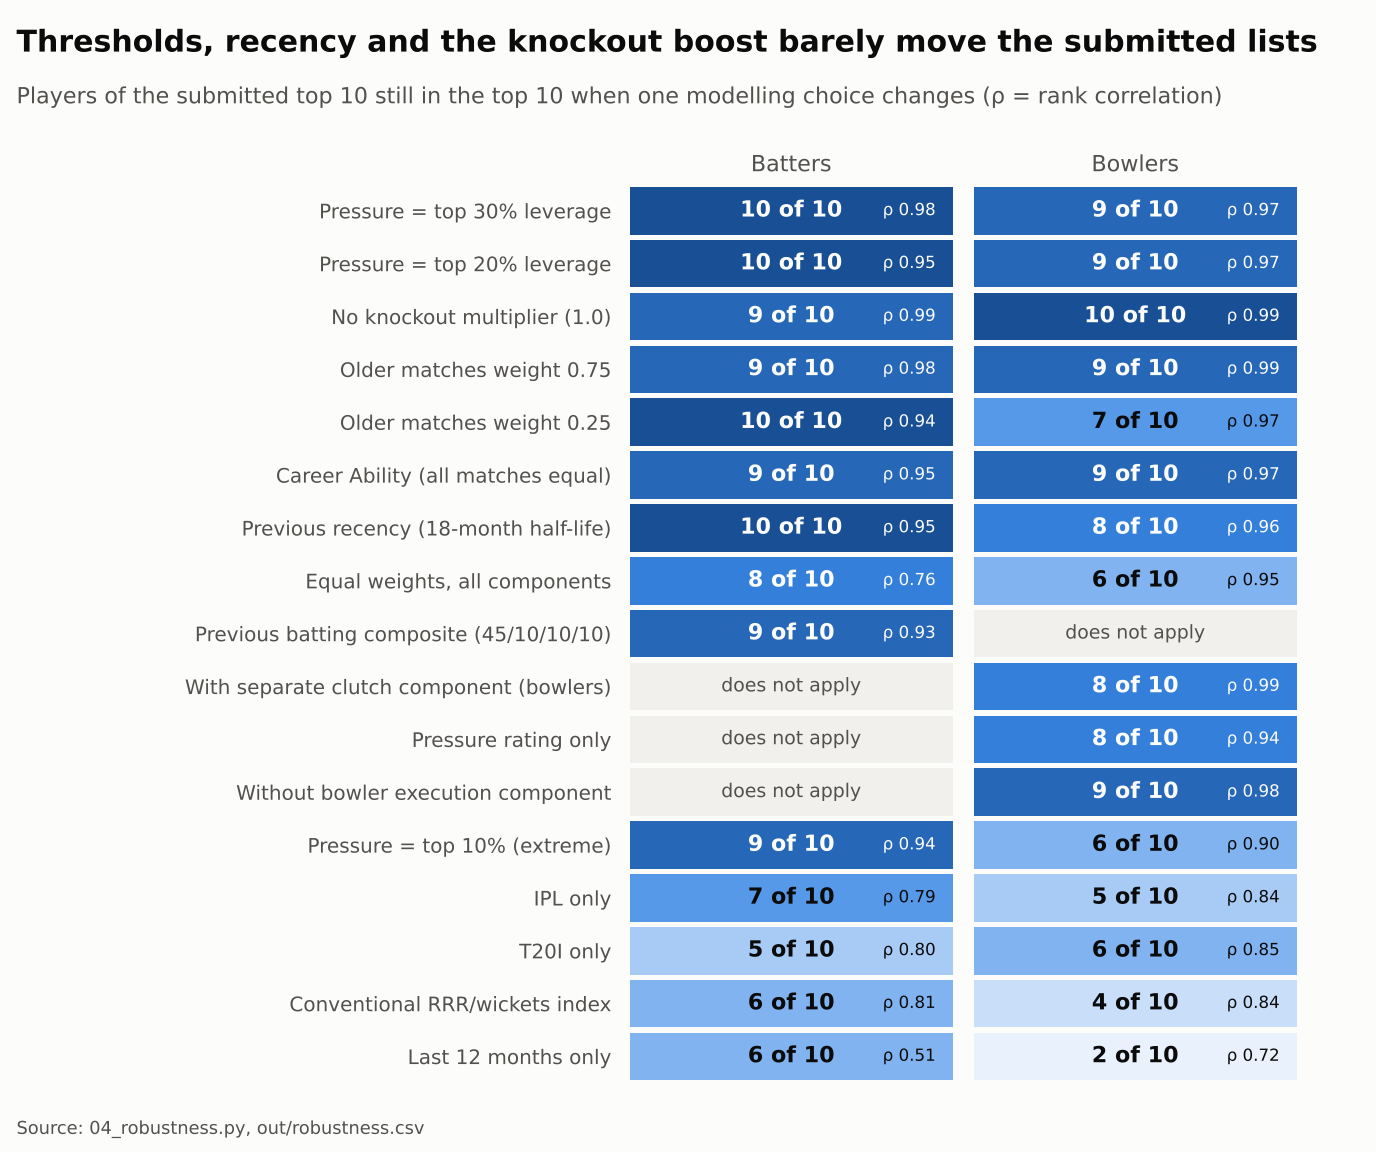 Thresholds, recency and the knockout boost barely move the submitted lists
Players of the submitted top 10 still in the top 10 when one modelling choice changes (ρ = rank correlation)
Batters Bowlers
Pressure = top 30% leverage 10 of 10 ρ 0.98 9 of 10 ρ 0.97
Pressure = top 20% leverage 10 of 10 ρ 0.95 9 of 10 ρ 0.97
No knockout multiplier (1.0) 9 of 10 ρ 0.99 10 of 10 ρ 0.99
Older matches weight 0.75 9 of 10 ρ 0.98 9 of 10 ρ 0.99
Older matches weight 0.25 10 of 10 ρ 0.94 7 of 10 ρ 0.97
Career Ability (all matches equal) 9 of 10 ρ 0.95 9 of 10 ρ 0.97
Previous recency (18-month half-life) 10 of 10 ρ 0.95 8 of 10 ρ 0.96
Equal weights, all components 8 of 10 ρ 0.76 6 of 10 ρ 0.95
Previous batting composite (45/10/10/10) 9 of 10 ρ 0.93 does not apply
With separate clutch component (bowlers) does not apply 8 of 10 ρ 0.99
Pressure rating only does not apply 8 of 10 ρ 0.94
Without bowler execution component does not apply 9 of 10 ρ 0.98
Pressure = top 10% (extreme) 9 of 10 ρ 0.94 6 of 10 ρ 0.90
IPL only 7 of 10 ρ 0.79 5 of 10 ρ 0.84
T20I only 5 of 10 ρ 0.80 6 of 10 ρ 0.85
Conventional RRR/wickets index 6 of 10 ρ 0.81 4 of 10 ρ 0.84
Last 12 months only 6 of 10 ρ 0.51 2 of 10 ρ 0.72
Source: 04_robustness.py, out/robustness.csv